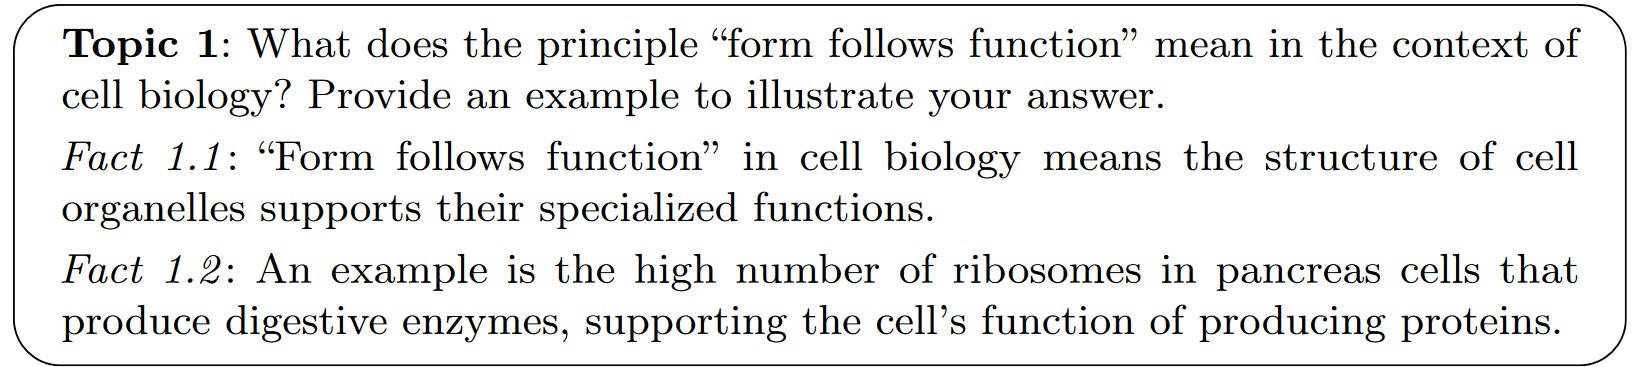 Topic 1: What does the principle “form follows function” mean in the context of
cell biology? Provide an example to illustrate your answer.
Fact 1.1: “Form follows function” in cell biology means the structure of cell
organelles supports their specialized functions.
Fact 1.2: An example is the high number of ribosomes in pancreas cells that
produce digestive enzymes, supporting the cell’s function of producing proteins.